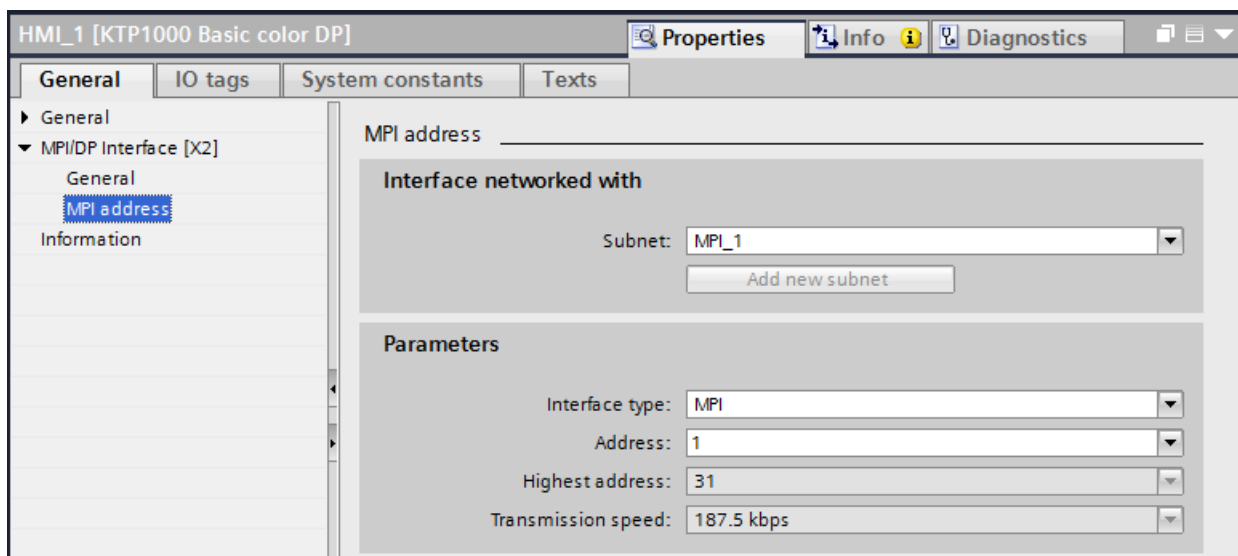 HMI_1 [KTP1000 Basic color DP]
Properties
Info
Diagnostics
General
IO tags
System constants
Texts
General
MPI/DP Interface [X2]
General
MPI address
Information
MPI address
Interface networked with
Subnet: MPI_1
Add new subnet
Parameters
Interface type: MPI
Address: 1
Highest address: 31
Transmission speed: 187.5 kbps